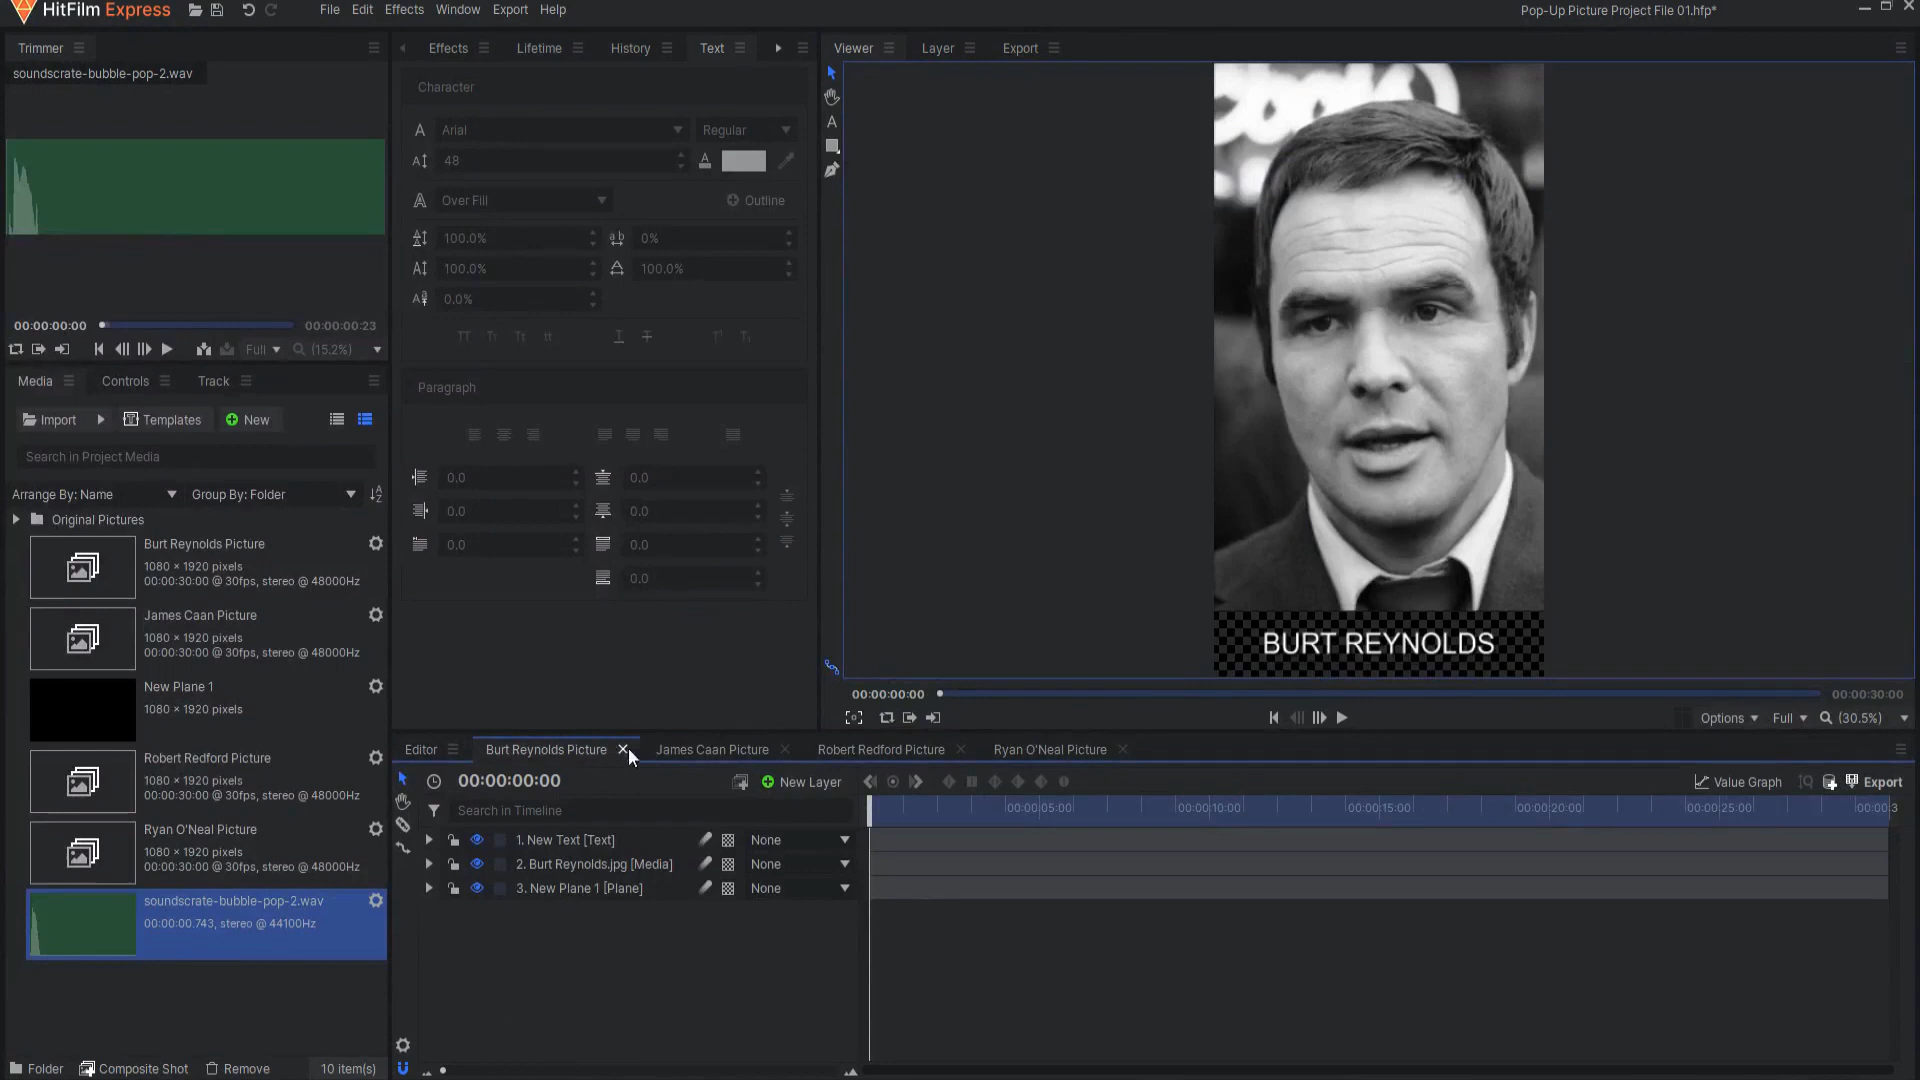 HitFilm Express
File Edit Effects Window Export Help
Pop-Up Picture Project File 01.hfp*
Trimmer
soundscrate-bubble-pop-2.wav
00:00:00:00
00:00:00:23
Full
(15.2%)
Media Controls Track
Import Templates New
Search in Project Media
Arrange By: Name Group By: Folder
Original Pictures
Burt Reynolds Picture
1080 × 1920 pixels
00:00:30:00 @ 30fps, stereo @ 48000Hz
James Caan Picture
1080 × 1920 pixels
00:00:30:00 @ 30fps, stereo @ 48000Hz
New Plane 1
1080 × 1920 pixels
Robert Redford Picture
1080 × 1920 pixels
00:00:30:00 @ 30fps, stereo @ 48000Hz
Ryan O'Neal Picture
1080 × 1920 pixels
00:00:30:00 @ 30fps, stereo @ 48000Hz
soundscrate-bubble-pop-2.wav
00:00:00.743, stereo @ 44100Hz
Folder Composite Shot Remove 10 item(s)
Effects Lifetime History Text
Character
Arial Regular
48
Over Fill Outline
100.0% 0%
100.0% 100.0%
0.0%
Paragraph
0.0 0.0
0.0 0.0
0.0 0.0
0.0
Viewer Layer Export
BURT REYNOLDS
00:00:00:00
00:00:30:00
Options Full (30.5%)
Editor Burt Reynolds Picture James Caan Picture Robert Redford Picture Ryan O'Neal Picture
00:00:00:00 New Layer Value Graph Export
Search in Timeline
00:00:05:00 00:00:10:00 00:00:15:00 00:00:20:00 00:00:25:00 00:00:3
1. New Text [Text] None
2. Burt Reynolds.jpg [Media] None
3. New Plane 1 [Plane] None